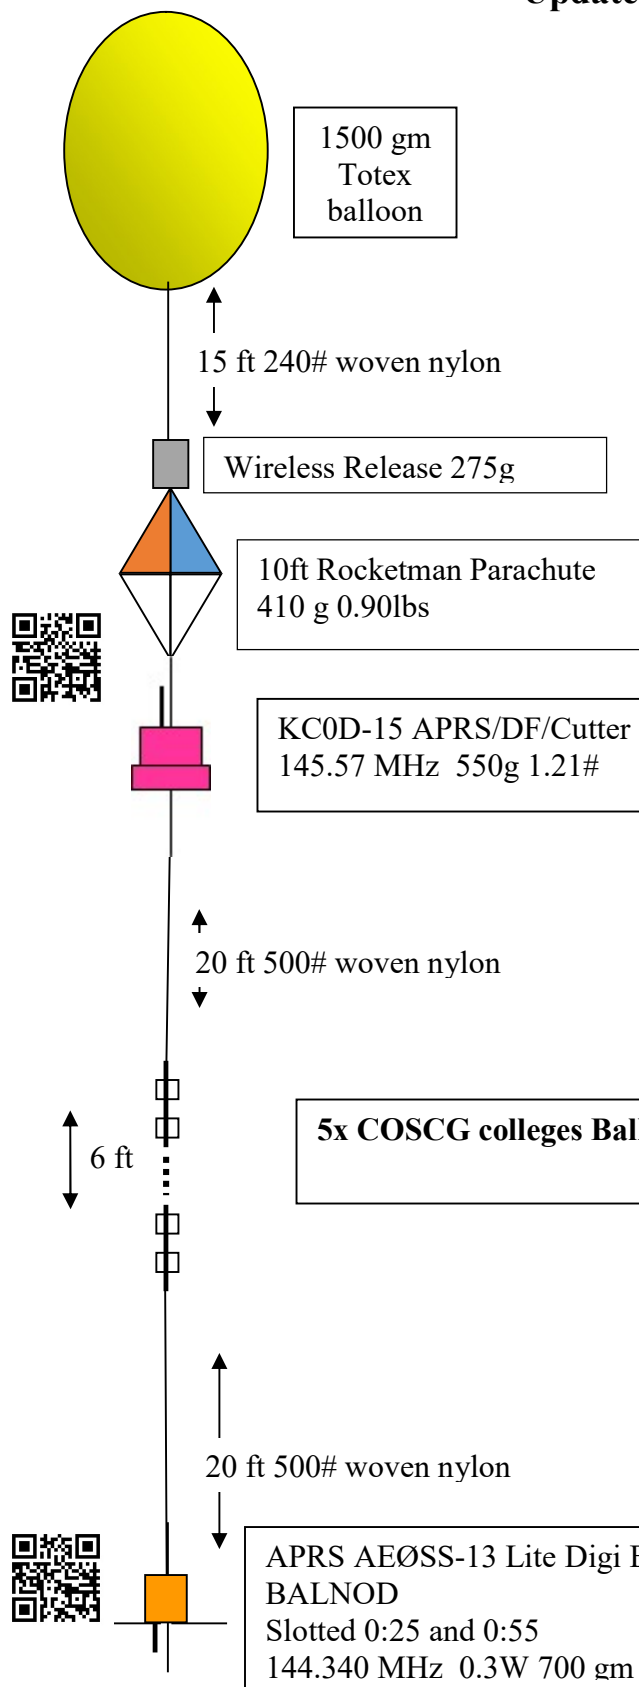 Update
1500 gm
Totex
balloon
15 ft 240# woven nylon
Wireless Release 275g
10ft Rocketman Parachute
410 g 0.90lbs
KC0D-15 APRS/DF/Cutter
145.57 MHz  550g 1.21#
20 ft 500# woven nylon
5x COSCG colleges Ball
6 ft
20 ft 500# woven nylon
APRS AEØSS-13 Lite Digi
BALNOD
Slotted 0:25 and 0:55
144.340 MHz  0.3W 700 gm